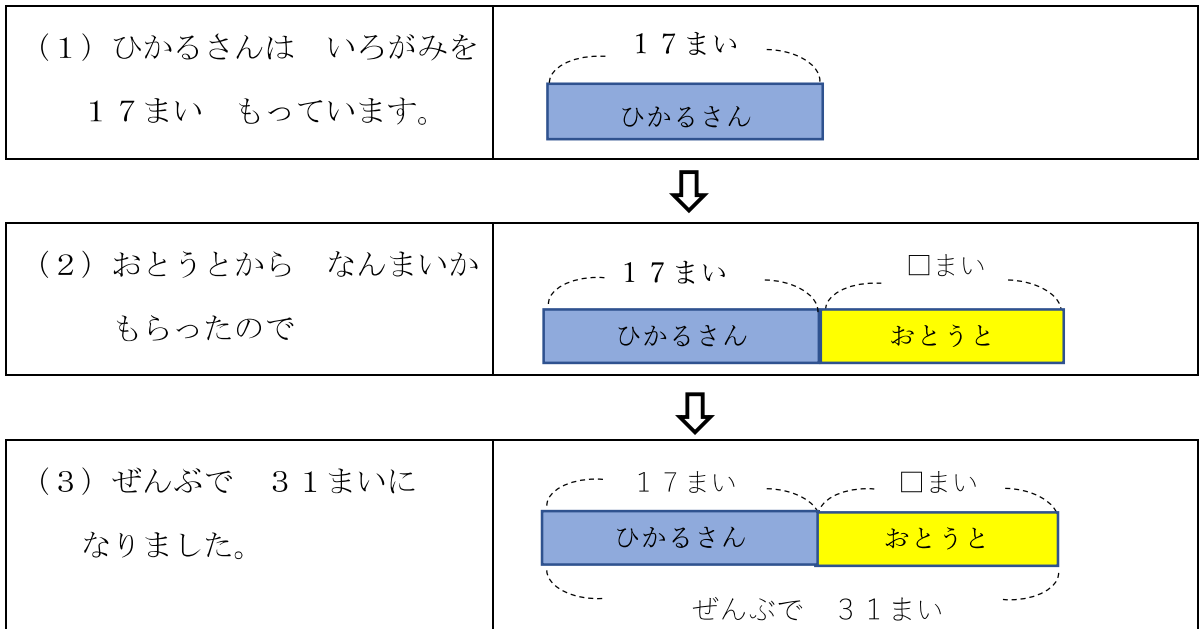 （１）ひかるさんは　いろがみを
１７まい　もっています。
１７まい
ひかるさん
（２）おとうとから　なんまいか
もらったので
１７まい　□まい
ひかるさん　おとうと
（３）ぜんぶで　３１まいに
なりました。
１７まい　□まい
ひかるさん　おとうと
ぜんぶで　３１まい